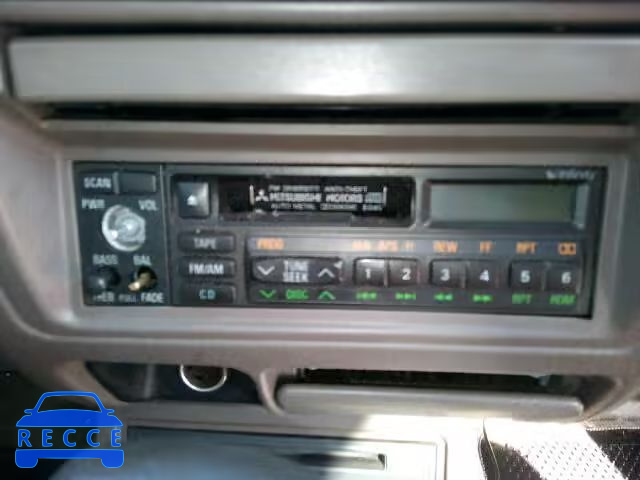 SCAN
Infinity
MITSUBISHI MOTORS
PWR VOL
TAPE PROG REW FF RPT
BASS BAL FM/AM TUNE SEEK 1 2 3 4 5 6
FADE CD DISC RPT RDM
RECCE